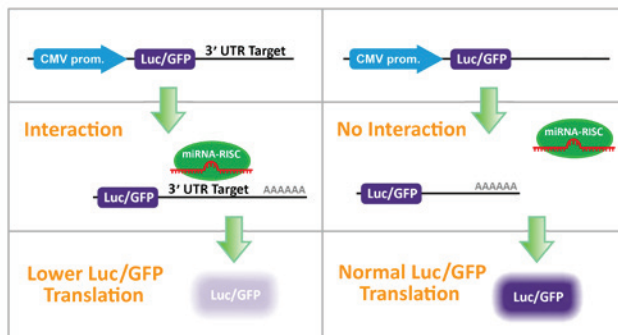 CMV prom.
Luc/GFP
3′ UTR Target
CMV prom.
Luc/GFP
Interaction
miRNA-RISC
Luc/GFP
3′ UTR Target
AAAAAA
No Interaction
miRNA-RISC
Luc/GFP
AAAAAA
Lower Luc/GFP
Translation
Luc/GFP
Normal Luc/GFP
Translation
Luc/GFP